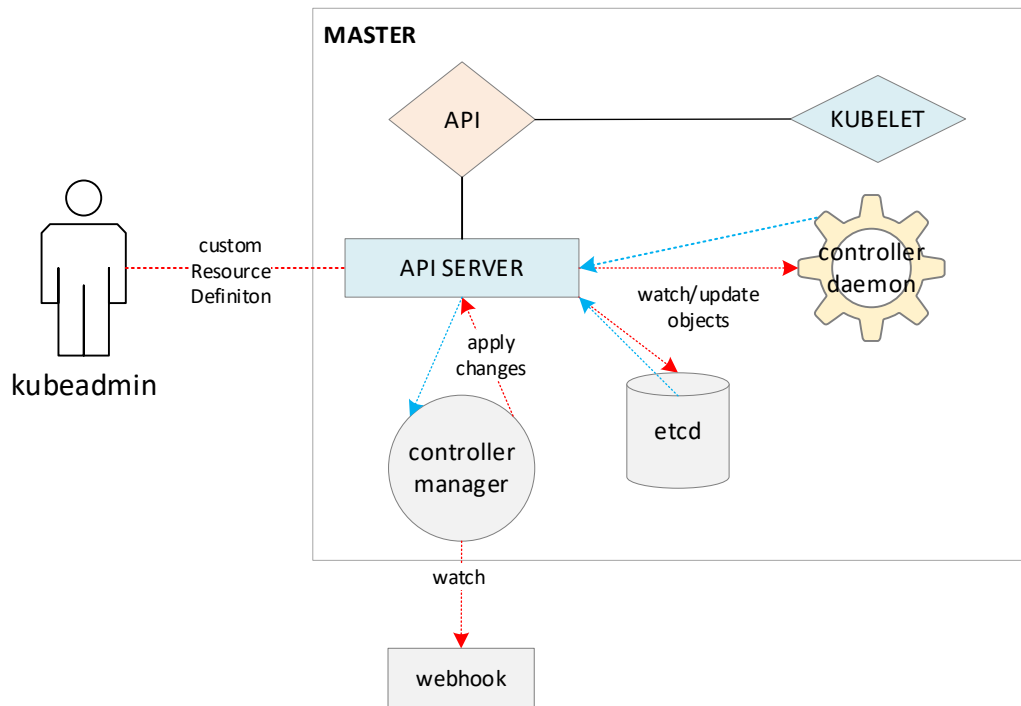 MASTER
API
KUBELET
custom
Resource
Definiton
API SERVER
controller
daemon
watch/update
objects
apply
changes
kubeadmin
etcd
controller
manager
watch
webhook